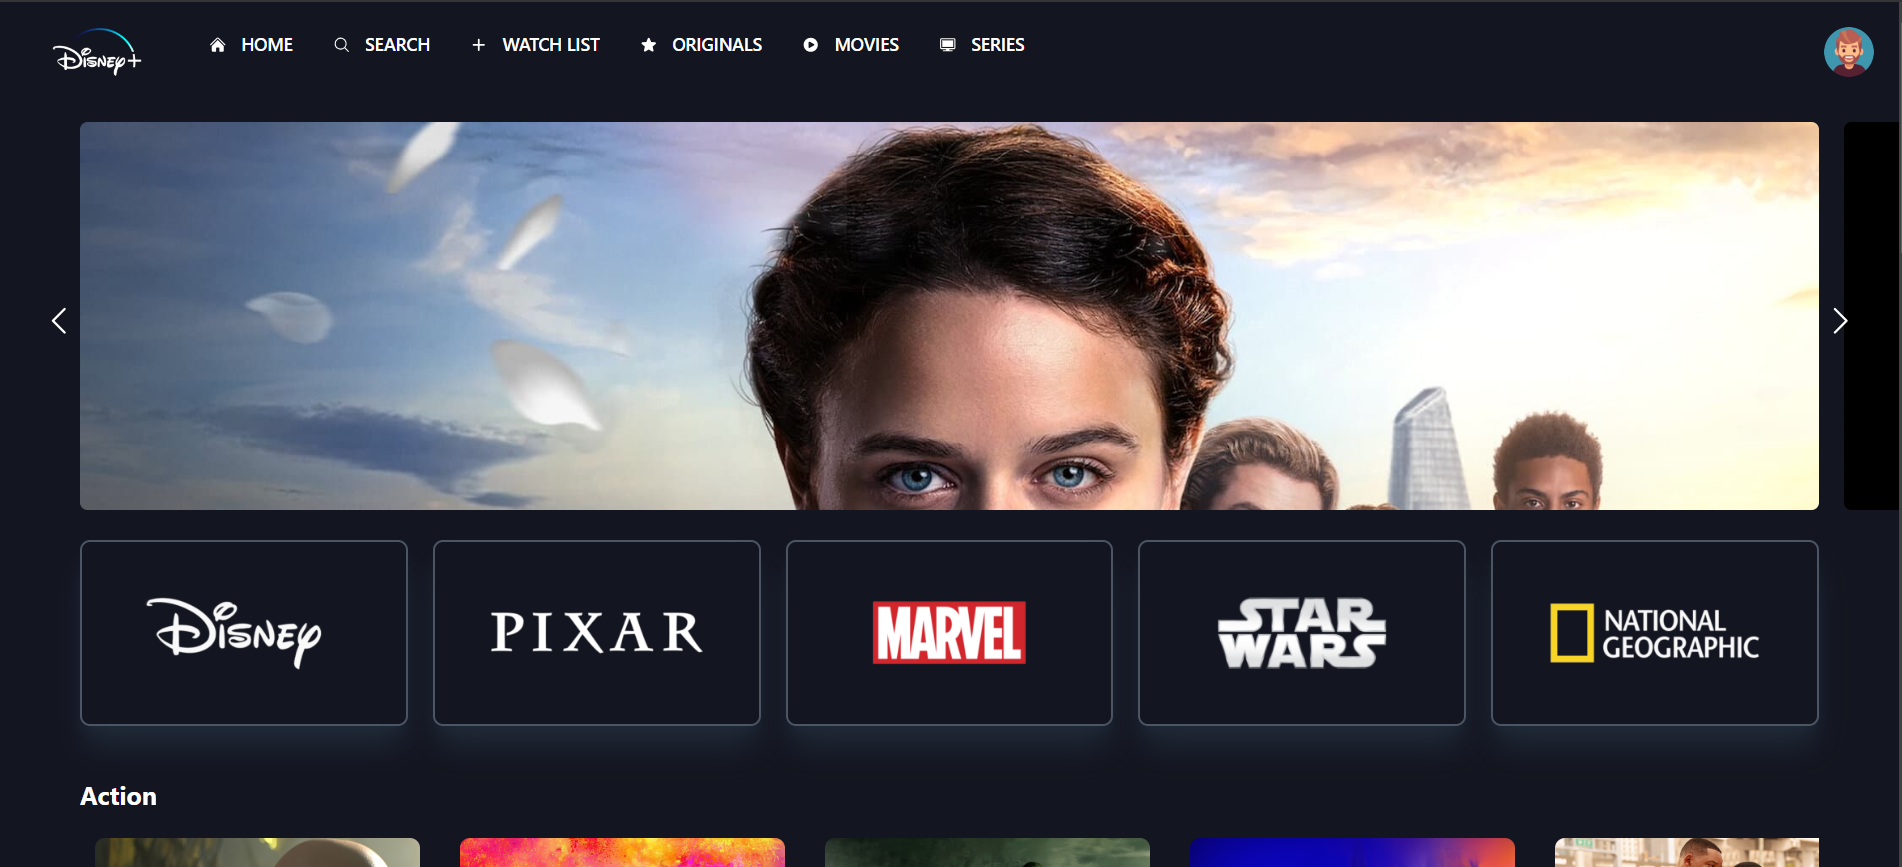 Disney+
HOME
SEARCH
WATCH LIST
ORIGINALS
MOVIES
SERIES
Disney
PIXAR
MARVEL
STAR
WARS
NATIONAL
GEOGRAPHIC
Action